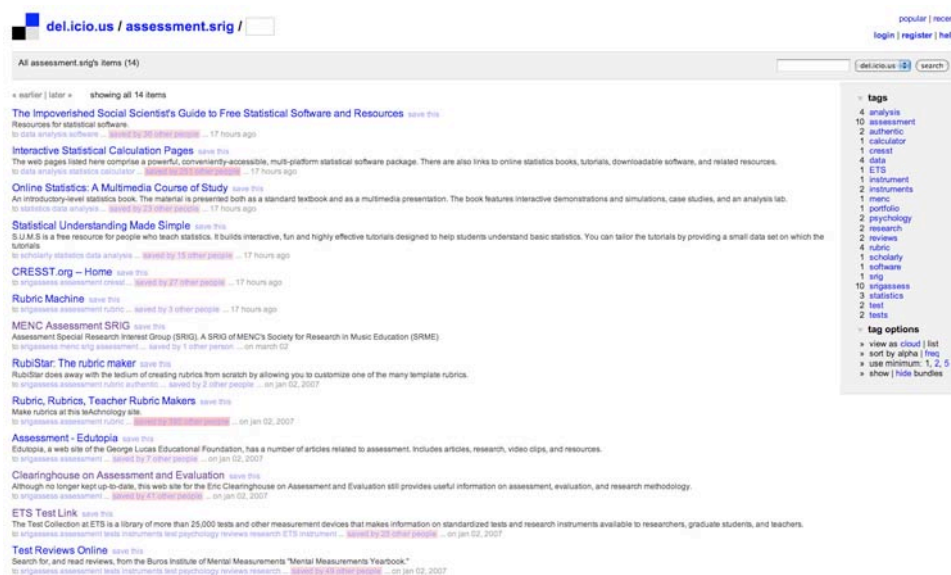 del.icio.us / assessment.srig /
popular | recen
login | register | hel
All assessment.srig's items (14)
del.icio.us search
« earlier | later » showing all 14 items
The Impoverished Social Scientist's Guide to Free Statistical Software and Resources save this
Resources for statistical software.
to data analysis software ... saved by 36 other people ... 17 hours ago
Interactive Statistical Calculation Pages save this
The web pages listed here comprise a powerful, conveniently-accessible, multi-platform statistical software package. There are also links to online statistics books, tutorials, downloadable software, and related resources.
to data analysis statistics calculator ... saved by 251 other people ... 17 hours ago
Online Statistics: A Multimedia Course of Study save this
An introductory-level statistics book. The material is presented both as a standard textbook and as a multimedia presentation. The book features interactive demonstrations and simulations, case studies, and an analysis lab.
to statistics data analysis ... saved by 23 other people ... 17 hours ago
Statistical Understanding Made Simple save this
S.U.M.S is a free resource for people who teach statistics. It builds interactive, fun and highly effective tutorials designed to help students understand basic statistics. You can tailor the tutorials by providing a small data set on which the
tutorials
to scholarly statistics data analysis ... saved by 15 other people ... 17 hours ago
CRESST.org -- Home save this
to srigassess assessment cresst ... saved by 27 other people ... 17 hours ago
Rubric Machine save this
to srigassess assessment rubric ... saved by 3 other people ... 17 hours ago
MENC Assessment SRIG save this
Assessment Special Research Interest Group (SRIG). A SRIG of MENC's Society for Research in Music Education (SRME)
to srigassess menc srig assessment ... saved by 1 other person ... on march 02
RubiStar: The rubric maker save this
RubiStar does away with the tedium of creating rubrics from scratch by allowing you to customize one of the many template rubrics.
to srigassess assessment rubric authentic ... saved by 2 other people ... on jan 02, 2007
Rubric, Rubrics, Teacher Rubric Makers save this
Make rubrics at this teAchnology site.
to srigassess assessment rubric ... saved by other people ... on jan 02, 2007
Assessment - Edutopia save this
Edutopia, a web site of the George Lucas Educational Foundation, has a number of articles related to assessment. Includes articles, research, video clips, and resources.
to srigassess assessment ... saved by 7 other people ... on jan 02, 2007
Clearinghouse on Assessment and Evaluation save this
Although no longer kept up-to-date, this web site for the Eric Clearinghouse on Assessment and Evaluation still provides useful information on assessment, evaluation, and research methodology.
to srigassess assessment ... saved by 41 other people ... on jan 02, 2007
ETS Test Link save this
The Test Collection at ETS is a library of more than 25,000 tests and other measurement devices that makes information on standardized tests and research instruments available to researchers, graduate students, and teachers.
to srigassess assessment tests instruments test psychology reviews research ETS instrument ... saved by 25 other people ... on jan 02, 2007
Test Reviews Online save this
Search for, and read reviews, from the Buros Institute of Mental Measurements "Mental Measurements Yearbook."
to srigassess assessment tests instruments test psychology reviews research ... saved by 49 other people ... on jan 02, 2007
tags
4 analysis
10 assessment
2 authentic
1 calculator
1 cresst
4 data
1 ETS
1 instrument
2 instruments
1 menc
1 portfolio
2 psychology
2 research
2 reviews
4 rubric
1 scholarly
1 software
1 srig
10 srigassess
3 statistics
2 test
2 tests
tag options
» view as cloud | list
» sort by alpha | freq
» use minimum: 1, 2, 5
» show | hide bundles